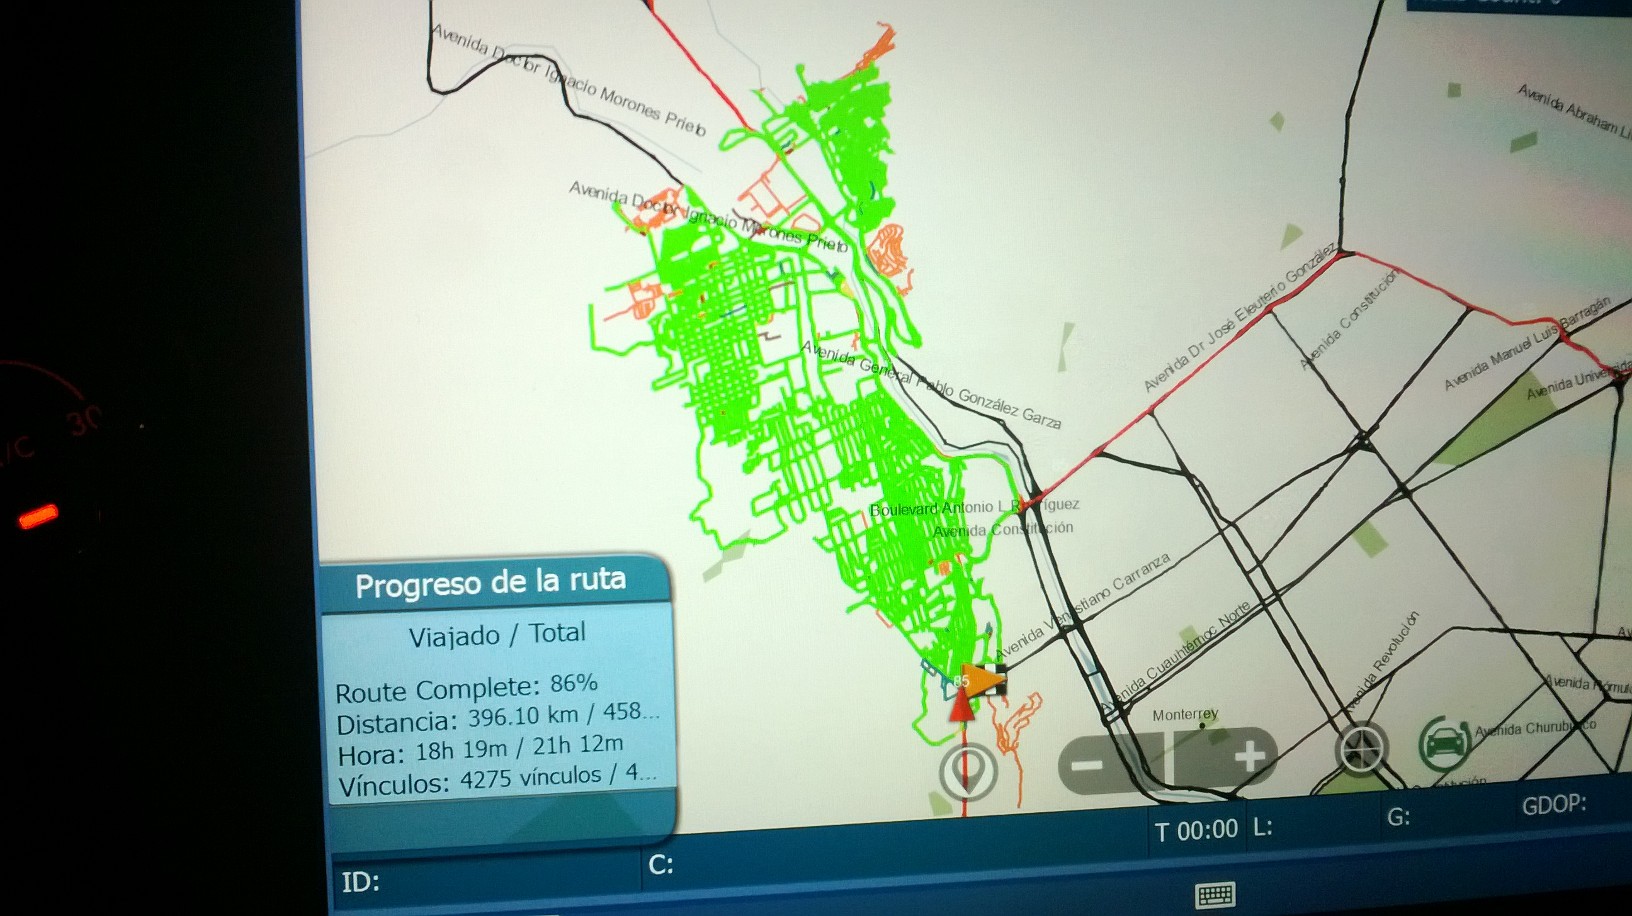 Avenida Doctor Ignacio Morones Prieto
Avenida Abraham Li
Avenida Doctor Ignacio Morones Prieto
Avenida Dr José Eleuterio González
Avenida Constitución
Avenida Manuel Luis Barragán
Avenida Universida
Avenida General Pablo González Garza
Boulevard Antonio L Rodríguez
Avenida Constitución
Avenida Venustiano Carranza
Avenida Cuauhtémoc Norte
Avenida Revolución
Avenida Rómulo
Avenida Churubusco
Monterrey
85
30
/C
Progreso de la ruta
Viajado / Total
Route Complete: 86%
Distancia: 396.10 km / 458...
Hora: 18h 19m / 21h 12m
Vínculos: 4275 vínculos / 4...
T 00:00
L:
G:
GDOP:
ID:
C: